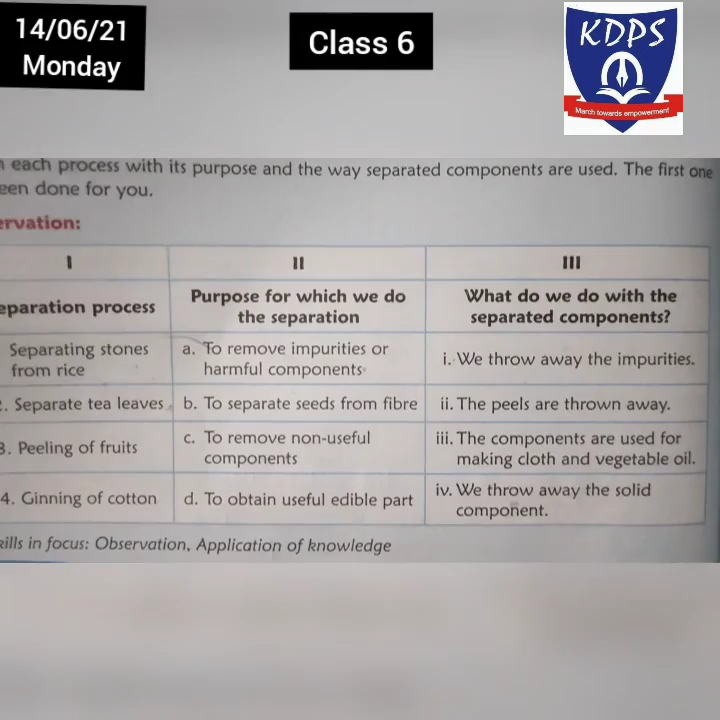 14/06/21
Monday
Class 6
KDPS
March towards empowerment
each process with its purpose and the way separated components are used. The first one
een done for you.
ervation:
I II III
eparation process
Purpose for which we do
the separation
What do we do with the
separated components?
Separating stones
from rice
a. To remove impurities or
harmful components
i. We throw away the impurities.
. Separate tea leaves
b. To separate seeds from fibre
ii. The peels are thrown away.
3. Peeling of fruits
c. To remove non-useful
components
iii. The components are used for
making cloth and vegetable oil.
4. Ginning of cotton
d. To obtain useful edible part
iv. We throw away the solid
component.
kills in focus: Observation, Application of knowledge